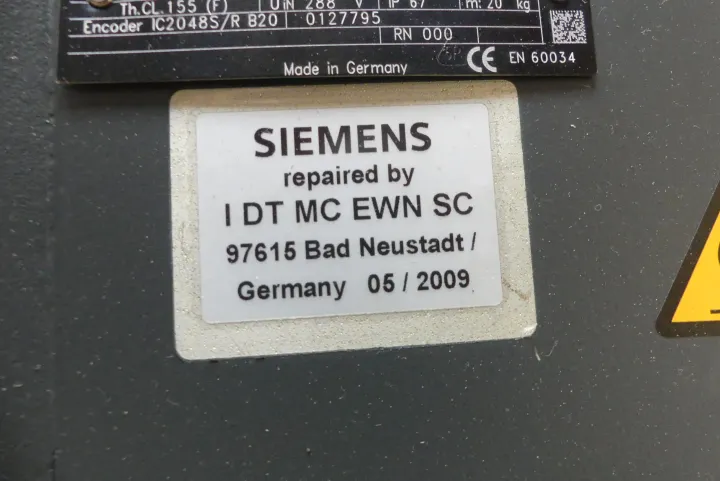 Th.CL.155 (F) UIN 288 V IP 67 m: 20 kg
Encoder IC2048S/R B20 0127795
RN 000
Made in Germany CE EN 60034
SIEMENS
repaired by
I DT MC EWN SC
97615 Bad Neustadt /
Germany 05 / 2009